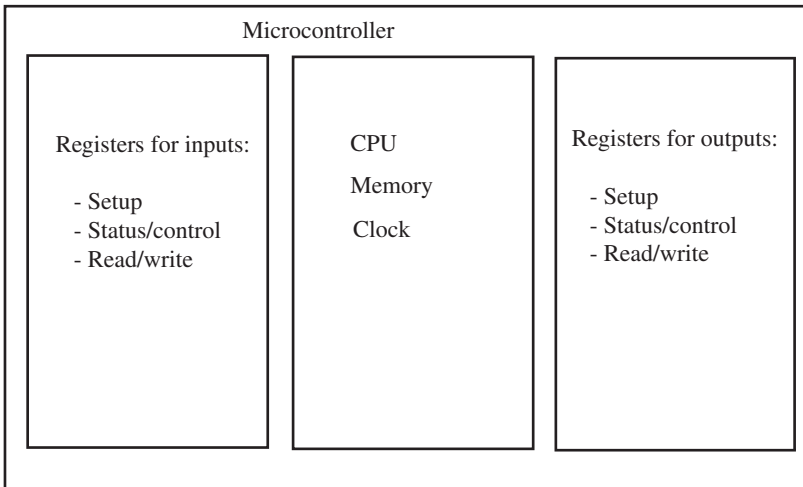 Microcontroller
Registers for inputs:
- Setup
- Status/control
- Read/write
CPU
Memory
Clock
Registers for outputs:
- Setup
- Status/control
- Read/write